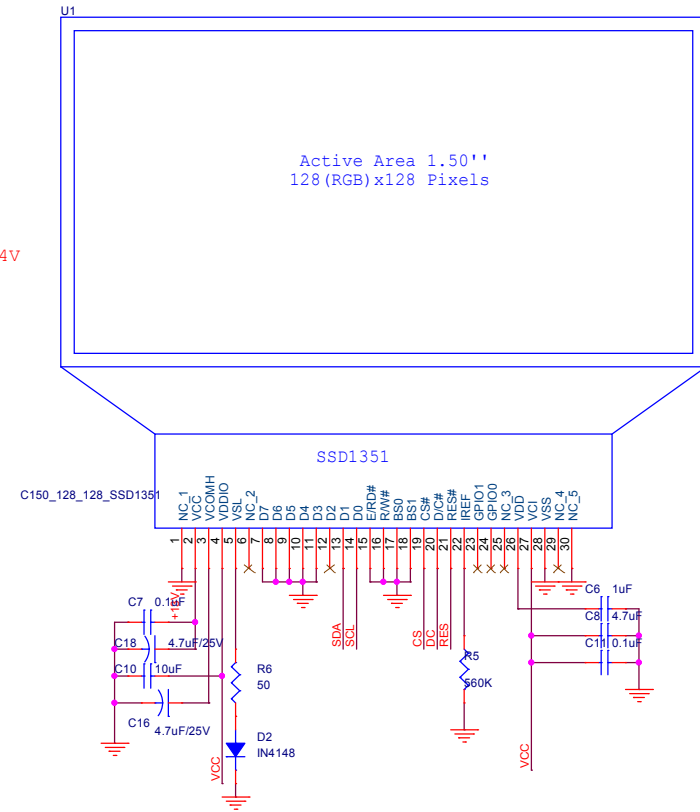 U1
Active Area 1.50''
128(RGB)x128 Pixels
4V
SSD1351
C150_128_128_SSD1351
NC_1
VCC
VCOMH
VDDIO
VSL
NC_2
D7
D6
D5
D4
D3
D2
D1
D0
E/RD#
R/W#
BS0
BS1
CS#
D/C#
RES#
IREF
GPIO1
GPIO0
NC_3
VDD
VCI
VSS
NC_4
NC_5
1
2
3
4
5
6
7
8
9
10
11
12
13
14
15
16
17
18
19
20
21
22
23
24
25
26
27
28
29
30
C7 0.1uF
C18 4.7uF/25V
C10 10uF
C16 4.7uF/25V
R6
50
D2
IN4148
VCC
SDA
SCL
CS
DC
RES
R5
560K
C6 1uF
C8 4.7uF
C11 0.1uF
VCC